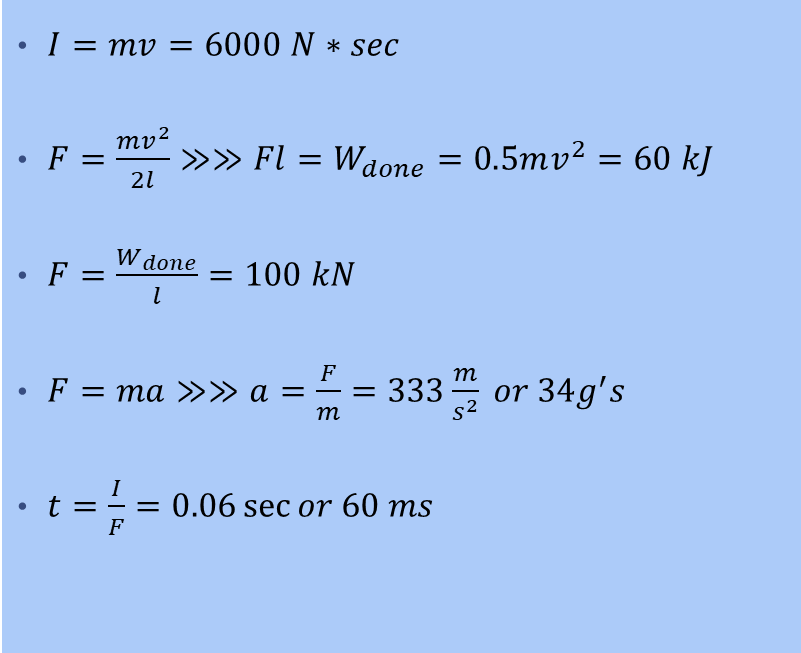 • I = mv = 6000 N * sec
• F = mv²/2l ⋙ Fl = W_done = 0.5mv² = 60 kJ
• F = W_done/l = 100 kN
• F = ma ⋙ a = F/m = 333 m/s² or 34g's
• t = I/F = 0.06 sec or 60 ms